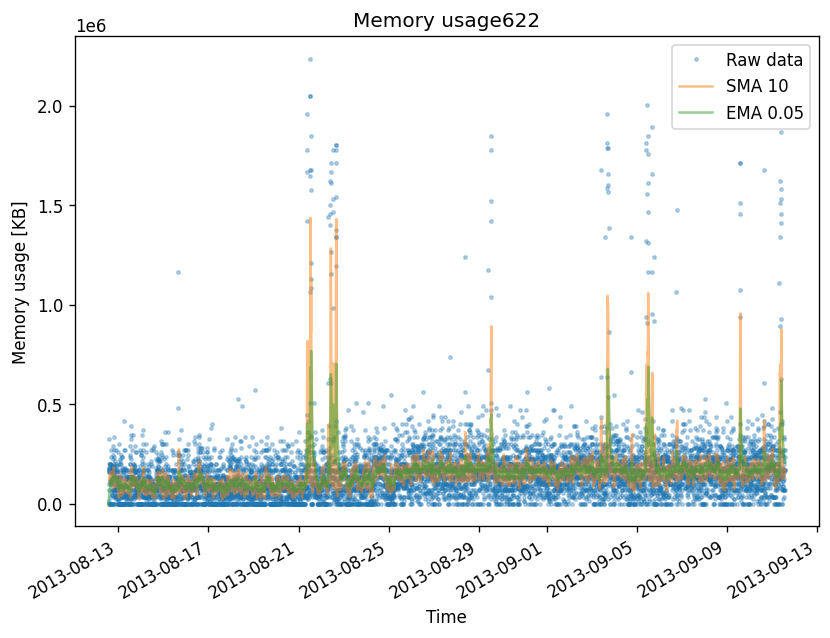 Memory usage622
1e6
Raw data
SMA 10
EMA 0.05
2.0
1.5
1.0
0.5
0.0
Memory usage [KB]
2013-08-13
2013-08-17
2013-08-21
2013-08-25
2013-08-29
2013-09-01
2013-09-05
2013-09-09
2013-09-13
Time